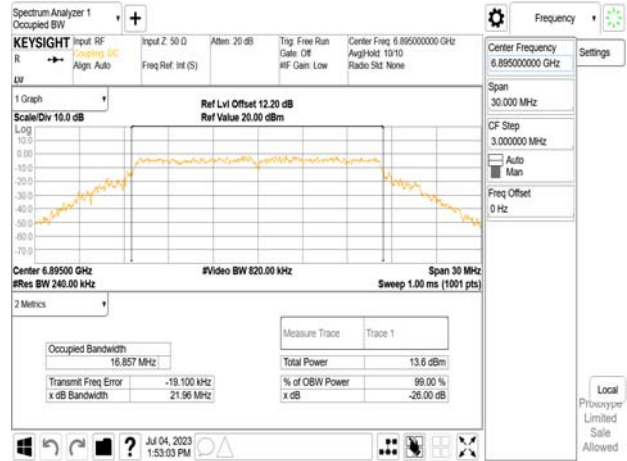 Spectrum Analyzer 1
Occupied BW
Frequency
KEYSIGHT
Input: RF
Coupling: DC
Align: Auto
Input Z: 50 Ω
Freq Ref: Int (S)
Atten: 20 dB
Trig: Free Run
Gate: Off
#IF Gain: Low
Center Freq: 6.895000000 GHz
Avg|Hold: 10/10
Radio Std: None
R
Center Frequency
6.895000000 GHz
Settings
Span
30.000 MHz
CF Step
3.000000 MHz
Auto
Man
Freq Offset
0 Hz
1 Graph
Scale/Div 10.0 dB
Ref Lvl Offset 12.20 dB
Ref Value 20.00 dBm
Log
10.0
0.00
-10.0
-20.0
-30.0
-40.0
-50.0
-60.0
-70.0
Center 6.89500 GHz
#Res BW 240.00 kHz
#Video BW 820.00 kHz
Span 30 MHz
Sweep 1.00 ms (1001 pts)
2 Metrics
Measure Trace
Trace 1
Occupied Bandwidth
16.857 MHz
Total Power
13.6 dBm
Transmit Freq Error
-19.100 kHz
% of OBW Power
99.00 %
x dB Bandwidth
21.96 MHz
x dB
-26.00 dB
Local
Prototype
Limited
Sale
Allowed
?
Jul 04, 2023
1:53:03 PM